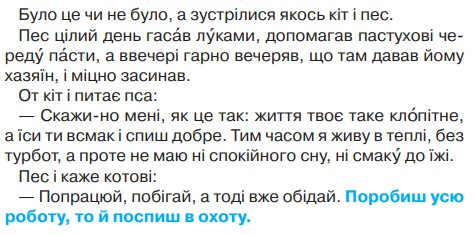 Було це чи не було, а зустрілися якось кіт і пес.
Пес цілий день гаса́в лу́ками, допомагав пастухові че-
реду́ па́сти, а ввечері гарно вечеряв, що там давав йому
хазяїн, і міцно засинав.
От кіт і питає пса:
— Скажи-но мені, як це так: життя твоє таке кло́пітне,
а їси ти всмак і спиш добре. Тим часом я живу в теплі, без
турбот, а проте не маю ні спокійного сну, ні смаку́ до їжі.
Пес і каже котові:
— Попрацюй, побігай, а тоді вже обідай. Поробиш усю
роботу, то й поспиш в охоту.